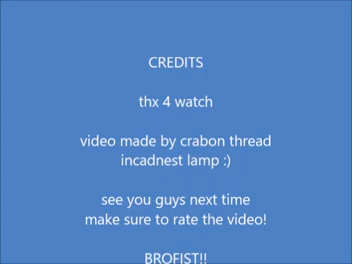 CREDITS
thx 4 watch
video made by crabon thread
incadnest lamp :)
see you guys next time
make sure to rate the video!
BROFIST!!